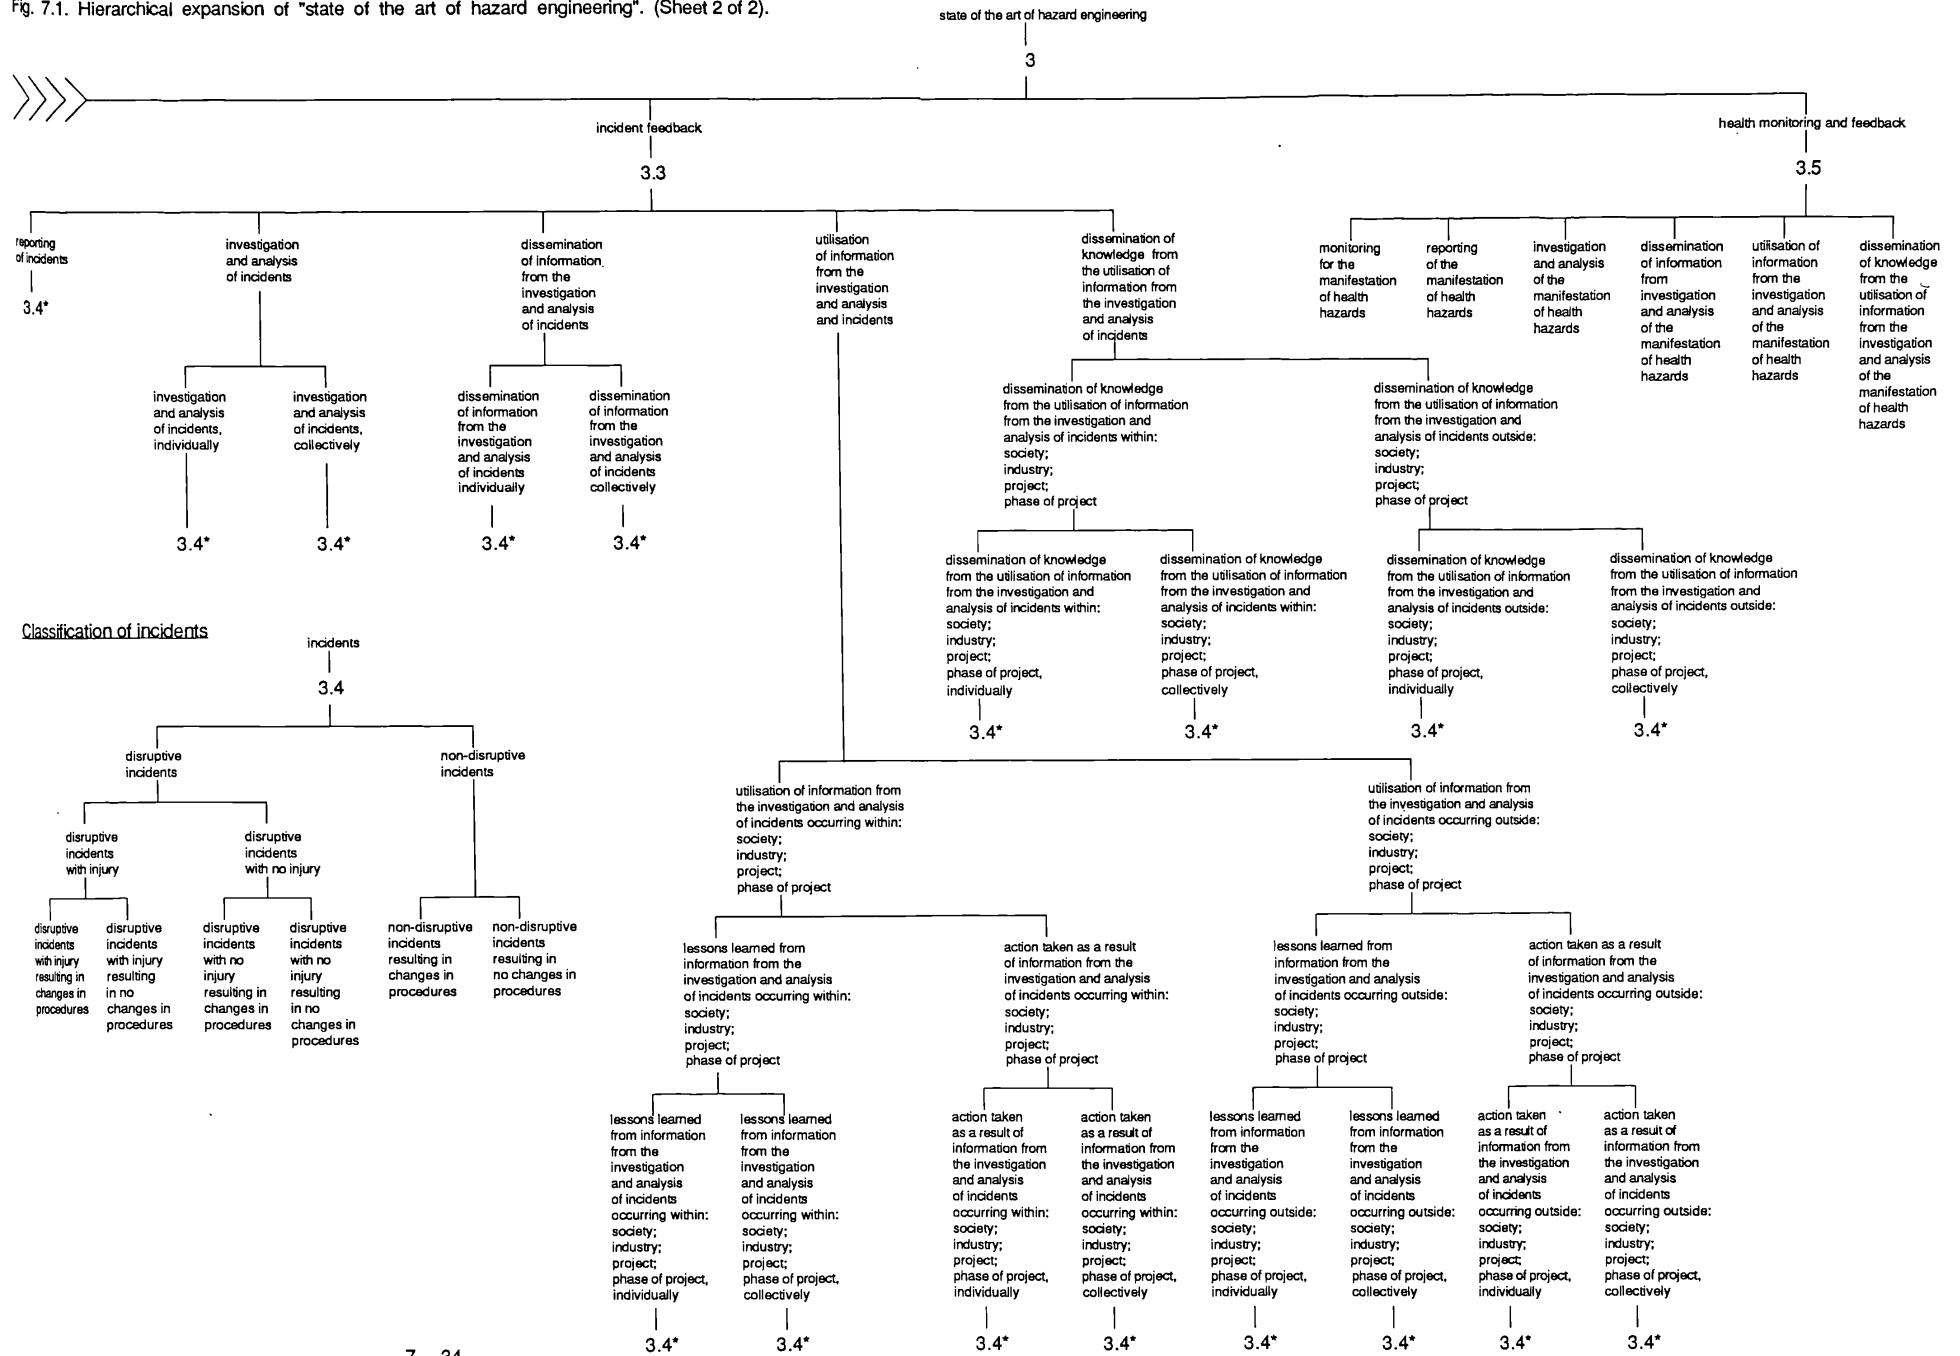 Fig. 7.1. Hierarchical expansion of "state of the art of hazard engineering". (Sheet 2 of 2).
state of the art of hazard engineering
3
incident feedback
3.3
health monitoring and feedback
3.5
reporting
of incidents
3.4*
investigation
and analysis
of incidents
dissemination
of information
from the
investigation
and analysis
of incidents
utilisation
of information
from the
investigation
and analysis
and incidents
dissemination of
knowledge from
the utilisation of
information from
the investigation
and analysis
of incidents
monitoring
for the
manifestation
of health
hazards
reporting
of the
manifestation
of health
hazards
investigation
and analysis
of the
manifestation
of health
hazards
dissemination
of information
from
investigation
and analysis
of the
manifestation
of health
hazards
utilisation of
information
from the
investigation
and analysis
of the
manifestation
of health
hazards
dissemination
of knowledge
from the
utilisation of
information
from the
investigation
and analysis
of the
manifestation
of health
hazards
investigation
and analysis
of incidents,
individually
3.4*
investigation
and analysis
of incidents,
collectively
3.4*
dissemination
of information
from the
investigation
and analysis
of incidents
individually
3.4*
dissemination
of information
from the
investigation
and analysis
of incidents
collectively
3.4*
dissemination of knowledge
from the utilisation of information
from the investigation and
analysis of incidents within:
society;
industry;
project;
phase of project
dissemination of knowledge
from the utilisation of information
from the investigation and
analysis of incidents outside:
society;
industry;
project;
phase of project
dissemination of knowledge
from the utilisation of information
from the investigation and
analysis of incidents within:
society;
industry;
project;
phase of project,
individually
3.4*
dissemination of knowledge
from the utilisation of information
from the investigation and
analysis of incidents within:
society;
industry;
project;
phase of project,
collectively
3.4*
dissemination of knowledge
from the utilisation of information
from the investigation and
analysis of incidents outside:
society;
industry;
project;
phase of project,
individually
3.4*
dissemination of knowledge
from the utilisation of information
from the investigation and
analysis of incidents outside:
society;
industry;
project;
phase of project,
collectively
3.4*
Classification of incidents
incidents
3.4
disruptive
incidents
non-disruptive
incidents
disruptive
incidents
with injury
disruptive
incidents
with no injury
disruptive
incidents
with injury
resulting in
changes in
procedures
disruptive
incidents
with injury
resulting
in no
changes in
procedures
disruptive
incidents
with no
injury
resulting in
changes in
procedures
disruptive
incidents
with no
injury
resulting
in no
changes in
procedures
non-disruptive
incidents
resulting in
changes in
procedures
non-disruptive
incidents
resulting in
no changes in
procedures
utilisation of information from
the investigation and analysis
of incidents occurring within:
society;
industry;
project;
phase of project
utilisation of information from
the investigation and analysis
of incidents occurring outside:
society;
industry;
project;
phase of project
lessons learned from
information from the
investigation and analysis
of incidents occurring within:
society;
industry;
project;
phase of project
action taken as a result
of information from the
investigation and analysis
of incidents occurring within:
society;
industry;
project;
phase of project
lessons learned from
information from the
investigation and analysis
of incidents occurring outside:
society;
industry;
project;
phase of project
action taken as a result
of information from the
investigation and analysis
of incidents occurring outside:
society;
industry;
project;
phase of project
lessons learned
from information
from the
investigation
and analysis
of incidents
occurring within:
society;
industry;
project;
phase of project,
individually
3.4*
lessons learned
from information
from the
investigation
and analysis
of incidents
occurring within:
society;
industry;
project;
phase of project,
collectively
3.4*
action taken
as a result of
information from
the investigation
and analysis
of incidents
occurring within:
society;
industry;
project;
phase of project,
individually
3.4*
action taken
as a result of
information from
the investigation
and analysis
of incidents
occurring within:
society;
industry;
project;
phase of project,
collectively
3.4*
lessons learned
from information
from the
investigation
and analysis
of incidents
occurring outside:
society;
industry;
project;
phase of project,
individually
3.4*
lessons learned
from information
from the
investigation
and analysis
of incidents
occurring outside:
society;
industry;
project;
phase of project,
collectively
3.4*
action taken
as a result of
information from
the investigation
and analysis
of incidents
occurring outside:
society;
industry;
project;
phase of project,
individually
3.4*
action taken
as a result of
information from
the investigation
and analysis
of incidents
occurring outside:
society;
industry;
project;
phase of project,
collectively
3.4*